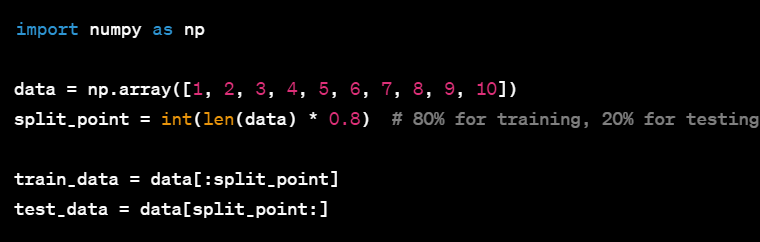 import numpy as np
data = np.array([1, 2, 3, 4, 5, 6, 7, 8, 9, 10])
split_point = int(len(data) * 0.8)  # 80% for training, 20% for testing
train_data = data[:split_point]
test_data = data[split_point:]